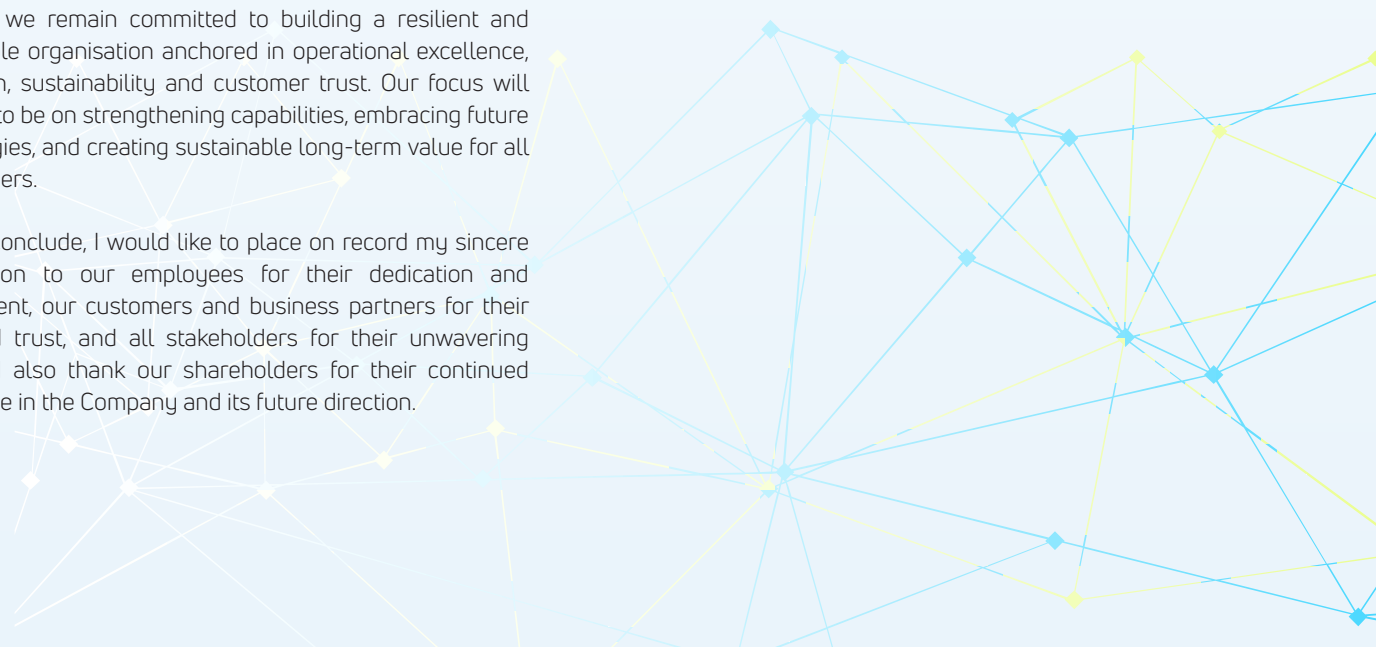 we remain committed to building a resilient and
le organisation anchored in operational excellence,
n, sustainability and customer trust. Our focus will
to be on strengthening capabilities, embracing future
gies, and creating sustainable long-term value for all
ers.
onclude, I would like to place on record my sincere
on to our employees for their dedication and
ent, our customers and business partners for their
d trust, and all stakeholders for their unwavering
also thank our shareholders for their continued
e in the Company and its future direction.